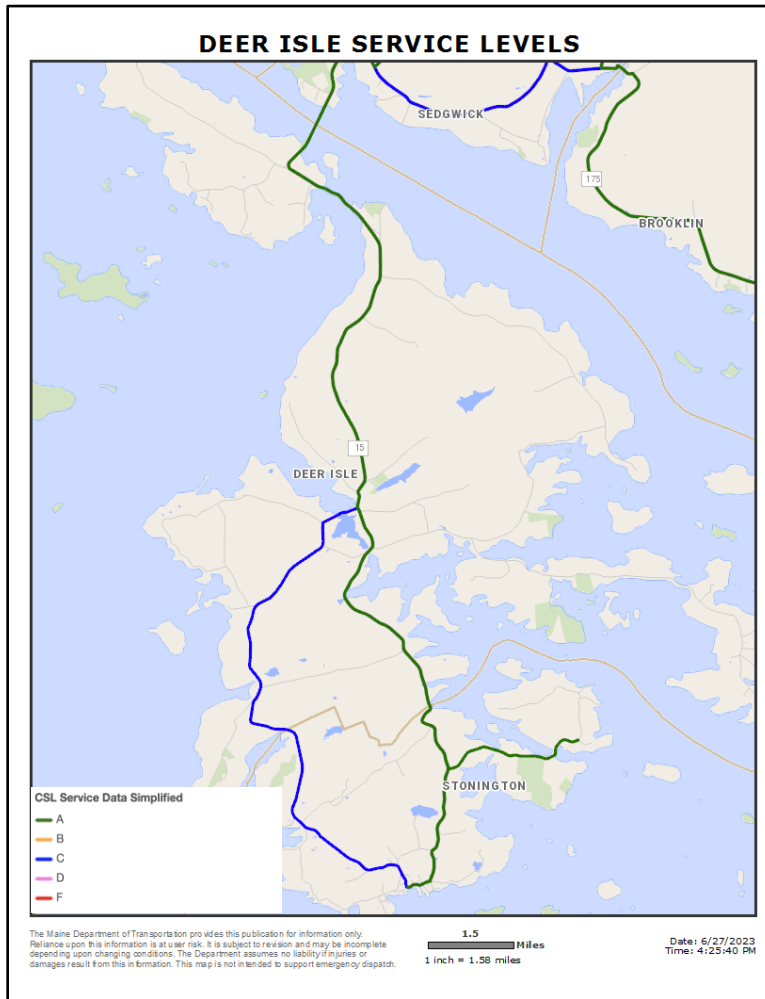 DEER ISLE SERVICE LEVELS
SEDGWICK
175
BROOKLIN
15
DEER ISLE
STONINGTON
CSL Service Data Simplified
A
B
C
D
F
The Maine Department of Transportation provides this publication for information only.
Reliance upon this information is at user risk. It is subject to revision and may be incomplete
depending upon changing conditions. The Department assumes no liability if injuries or
damages result from this information. This map is not intended to support emergency dispatch.
1.5
Miles
1 inch = 1.58 miles
Date: 6/27/2023
Time: 4:25:40 PM